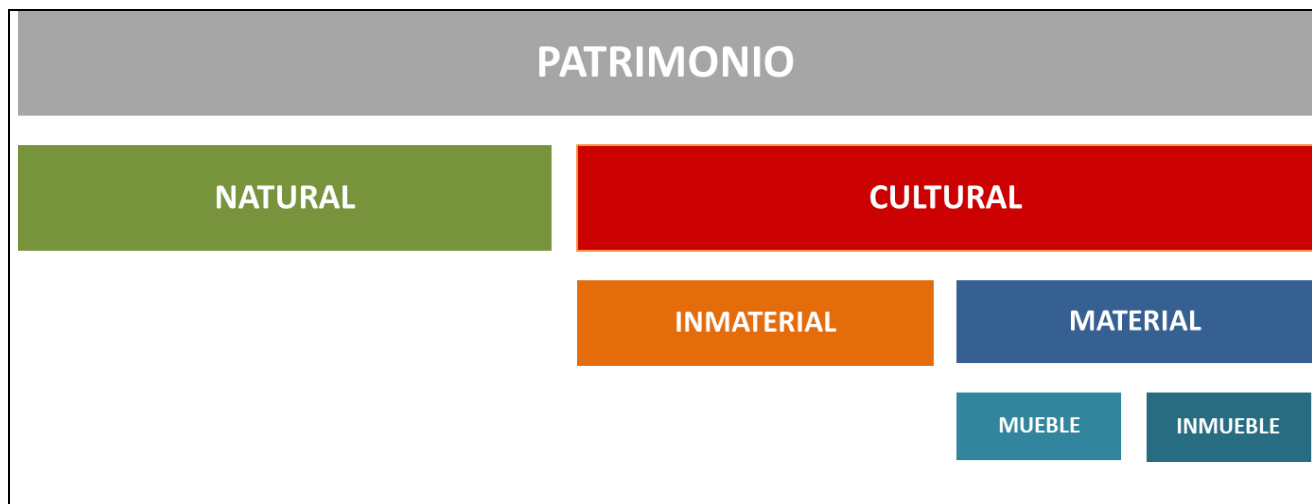 PATRIMONIO
NATURAL
CULTURAL
INMATERIAL
MATERIAL
MUEBLE
INMUEBLE